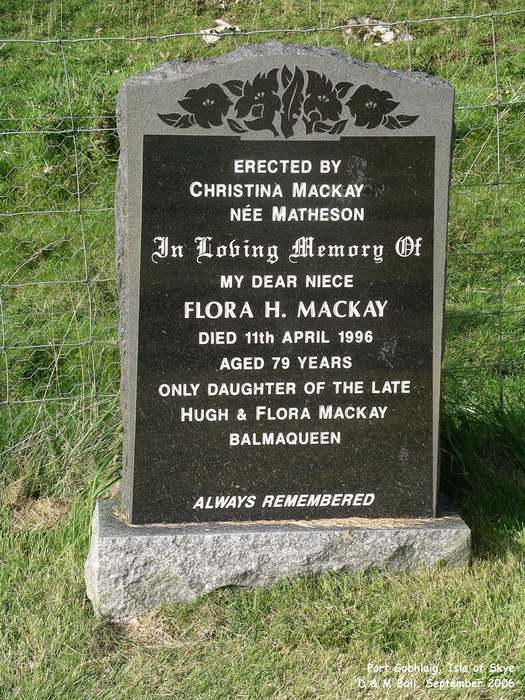 ERECTED BY
CHRISTINA MACKAY
NÉE MATHESON
In Loving Memory Of
MY DEAR NIECE
FLORA H. MACKAY
DIED 11th APRIL 1996
AGED 79 YEARS
ONLY DAUGHTER OF THE LATE
HUGH & FLORA MACKAY
BALMAQUEEN
ALWAYS REMEMBERED
Port Gobhlaig, Isle of Skye
D & M Ball, September 2006